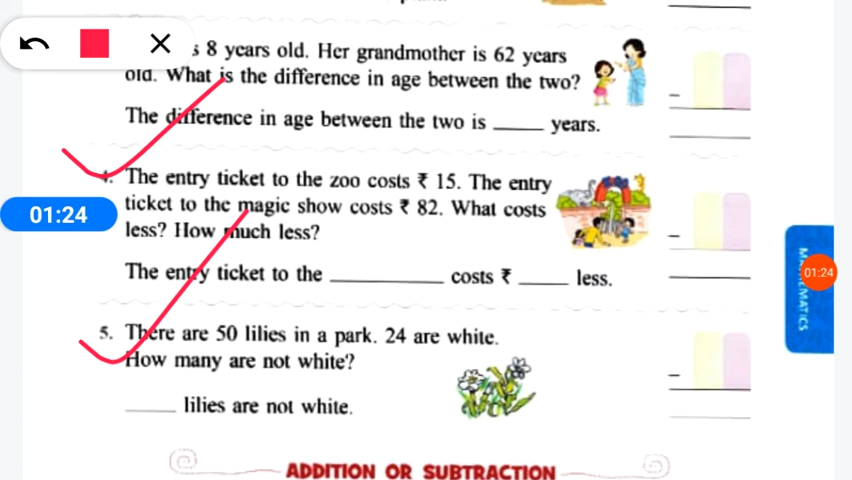 s 8 years old. Her grandmother is 62 years
old. What is the difference in age between the two?
The difference in age between the two is _____ years.
4. The entry ticket to the zoo costs ₹ 15. The entry
ticket to the magic show costs ₹ 82. What costs
less? How much less?
The entry ticket to the __________ costs ₹ _____ less.
5. There are 50 lilies in a park. 24 are white.
How many are not white?
_____ lilies are not white.
ADDITION OR SUBTRACTION
01:24
01:24
MATHEMATICS